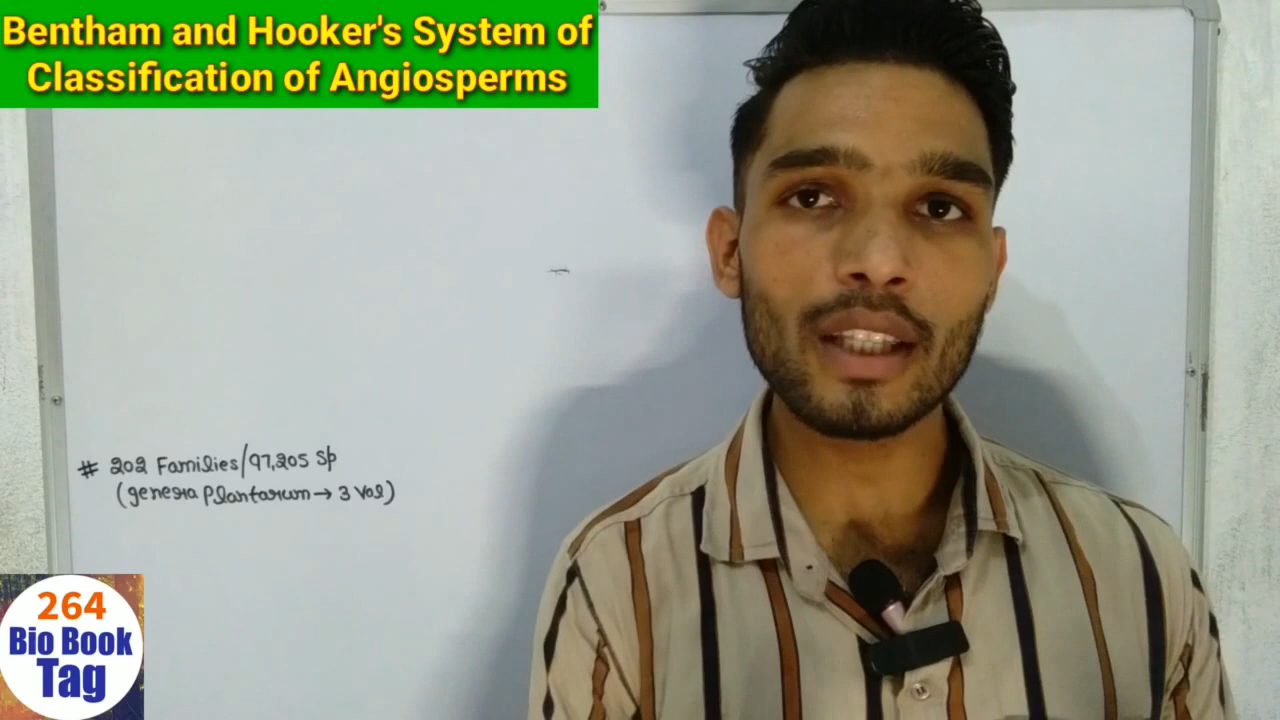 Bentham and Hooker's System of
Classification of Angiosperms
# 202 Families/97,205 sp
(genera Plantarum → 3 Vol)
264
Bio Book
Tag